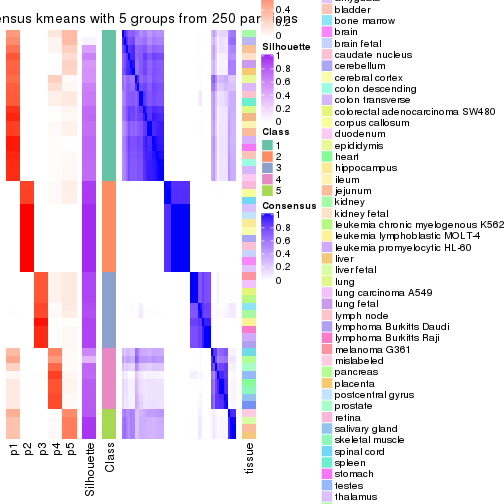 ensus kmeans with 5 groups from 250 par
ens
0.4
0.2
0
Silhouette
1
0.8
0.6
0.4
0.2
0
Class
1
2
3
4
5
Consensus
1
0.8
0.6
0.4
0.2
0
bladder
bone marrow
brain
brain fetal
caudate nucleus
cerebellum
cerebral cortex
colon descending
colon transverse
colorectal adenocarcinoma SW480
corpus callosum
duodenum
epididymis
heart
hippocampus
ileum
jejunum
kidney
kidney fetal
leukemia chronic myelogenous K562
leukemia lymphoblastic MOLT-4
leukemia promyelocytic HL-60
liver
liver fetal
lung
lung carcinoma A549
lung fetal
lymph node
lymphoma Burkitts Daudi
lymphoma Burkitts Raji
melanoma G361
mislabeled
pancreas
placenta
postcentral gyrus
prostate
retina
salivary gland
skeletal muscle
spinal cord
spleen
stomach
testes
thalamus
p1
p2
p3
p4
p5
Silhouette
Class
tissue